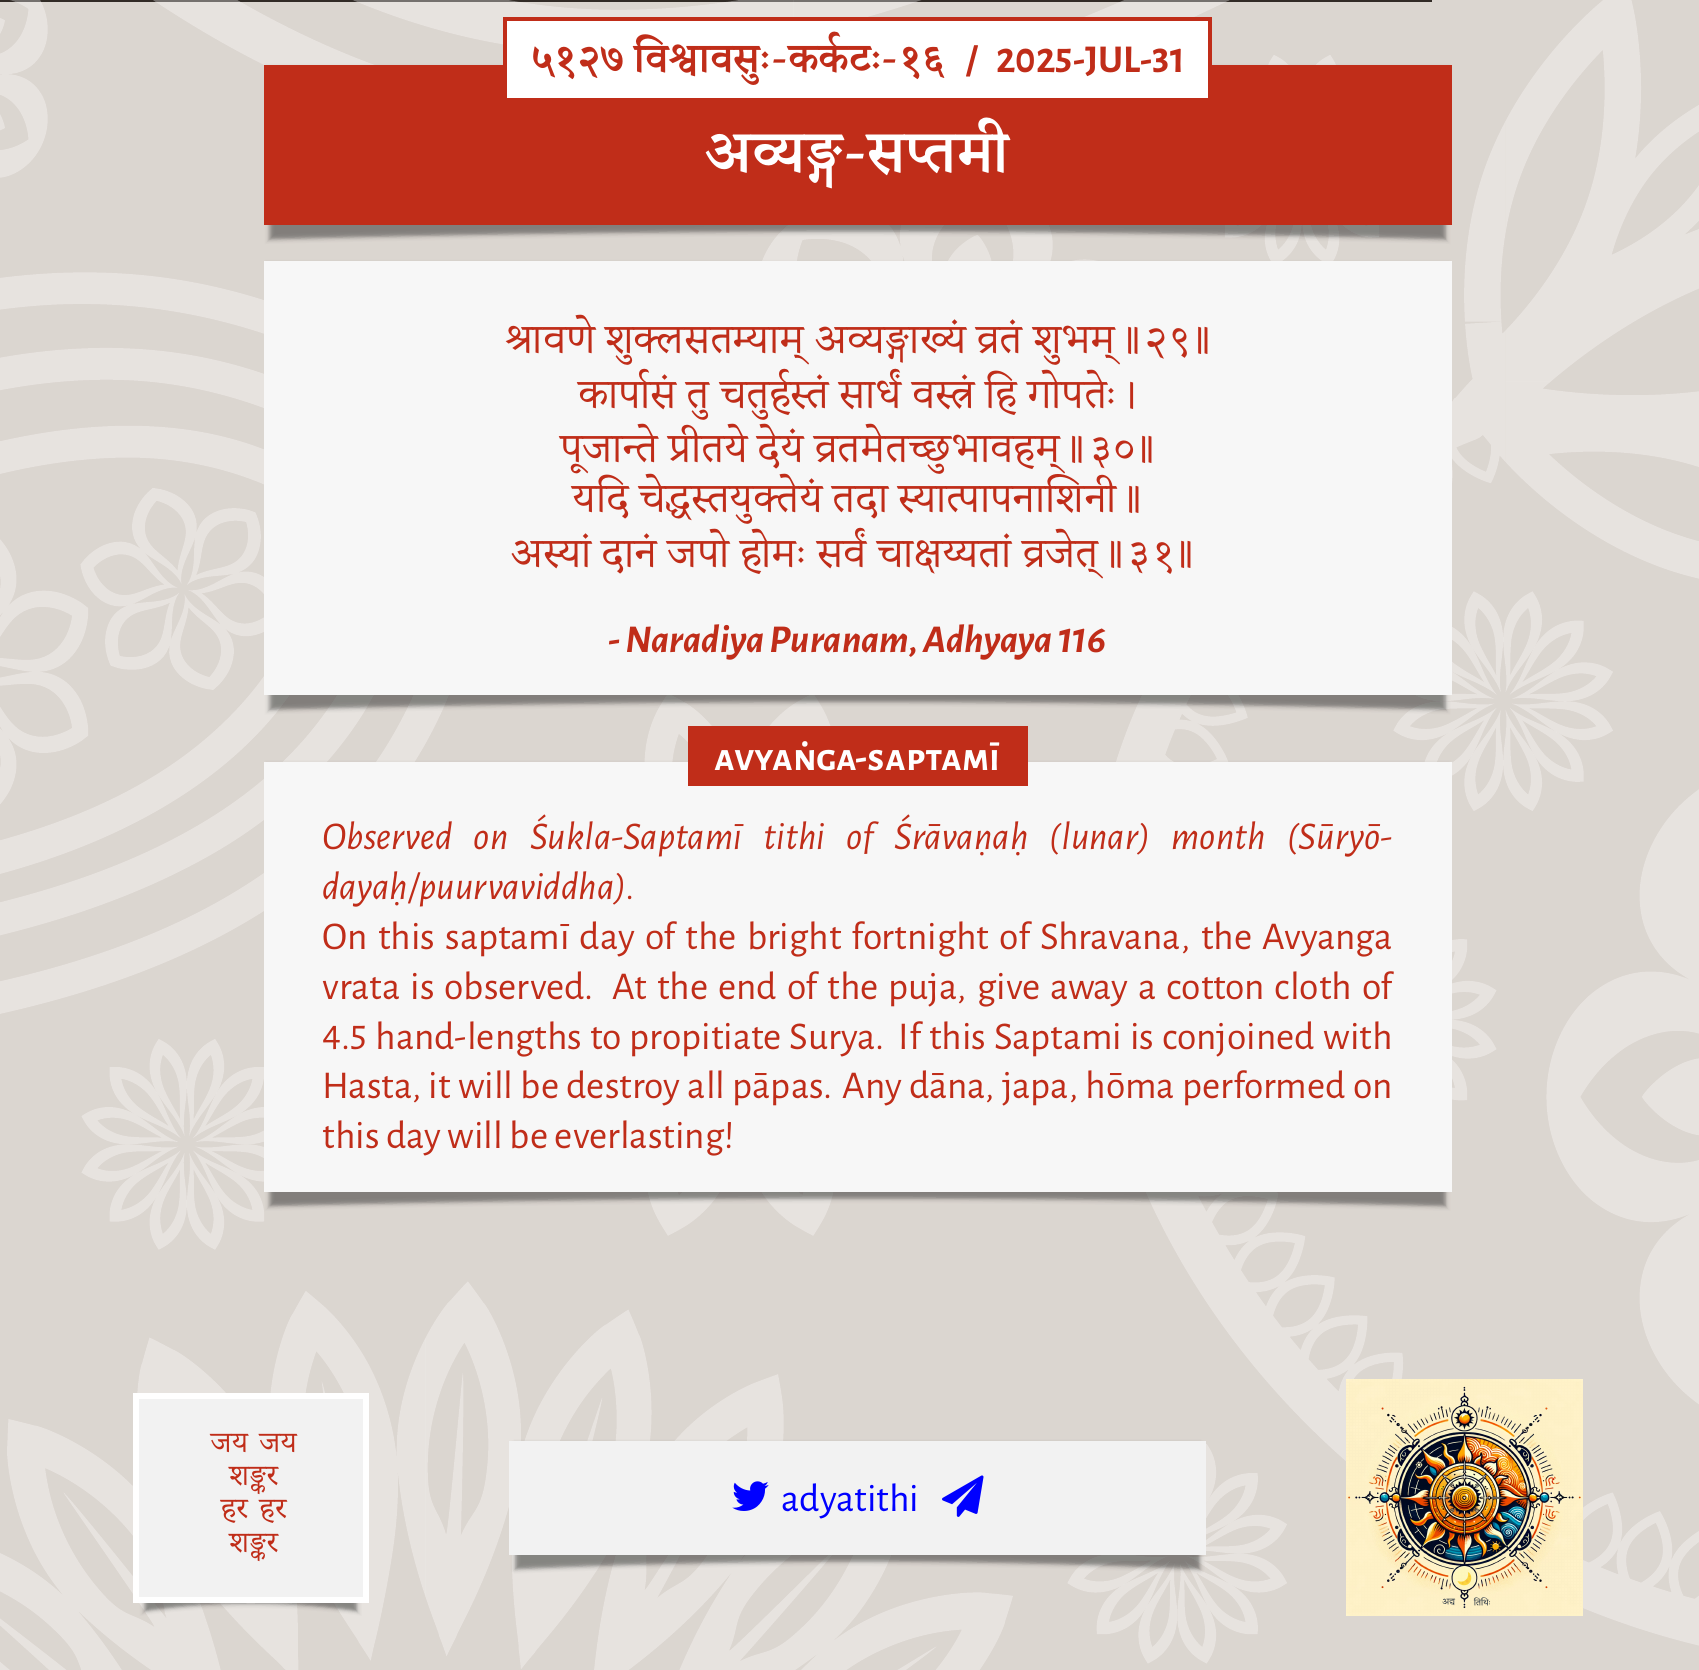 ५१२७ विश्वावसुः-कर्कटः-१६ / 2025-JUL-31
अव्यङ्ग-सप्तमी
श्रावणे शुक्लसतम्याम् अव्यङ्गाख्यं व्रतं शुभम्॥२९॥
कार्पासं तु चतुर्हस्तं सार्धं वस्त्रं हि गोपतेः।
पूजान्ते प्रीतये देयं व्रतमेतच्छुभावहम्॥३०॥
यदि चेद्धस्तयुक्तेयं तदा स्यात्पापनाशिनी॥
अस्यां दानं जपो होमः सर्वं चाक्षय्यतां व्रजेत्॥३१॥
- Naradiya Puranam, Adhyaya 116
AVYAṄGA-SAPTAMĪ
Observed on Śukla-Saptamī tithi of Śrāvaṇaḥ (lunar) month (Sūryō-
dayaḥ/puurvaviddha).
On this saptamī day of the bright fortnight of Shravana, the Avyanga
vrata is observed. At the end of the puja, give away a cotton cloth of
4.5 hand-lengths to propitiate Surya. If this Saptami is conjoined with
Hasta, it will be destroy all pāpas. Any dāna, japa, hōma performed on
this day will be everlasting!
जय जय
शङ्कर
हर हर
शङ्कर
adyatithi
अद्य तिथिः